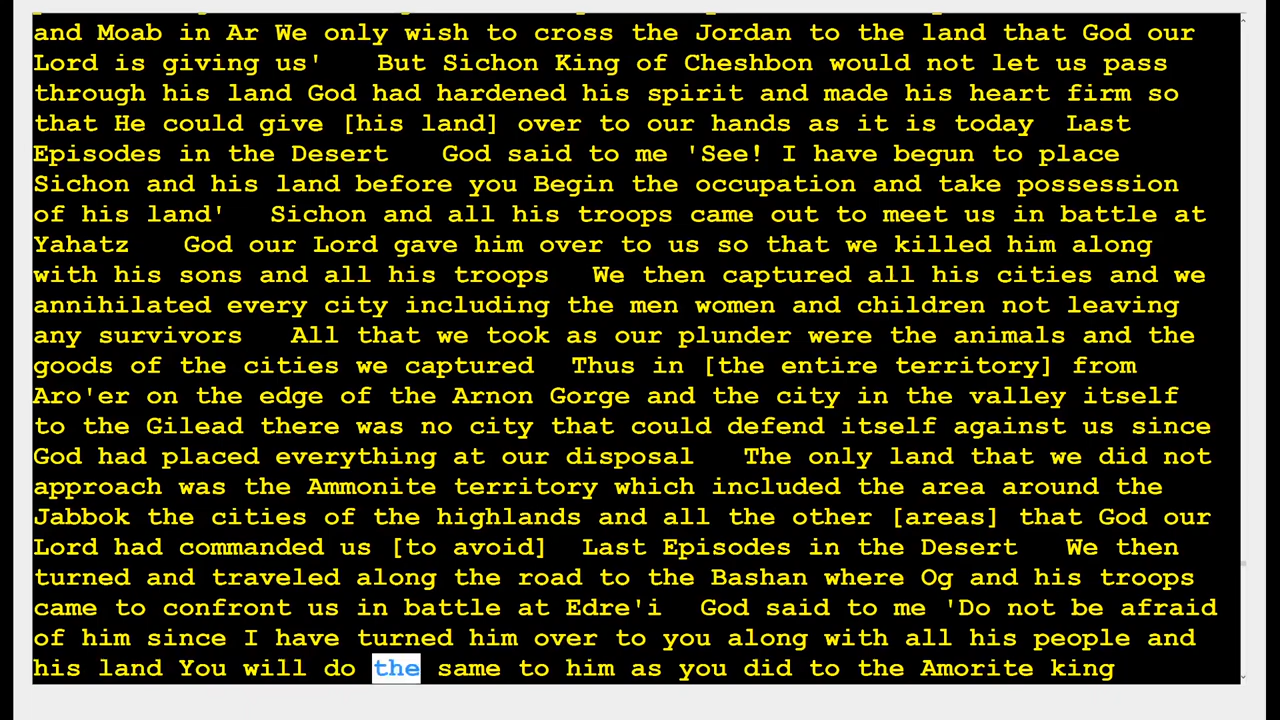 and Moab in Ar We only wish to cross the Jordan to the land that God our
Lord is giving us' But Sichon King of Cheshbon would not let us pass
through his land God had hardened his spirit and made his heart firm so
that He could give [his land] over to our hands as it is today Last
Episodes in the Desert God said to me 'See! I have begun to place
Sichon and his land before you Begin the occupation and take possession
of his land' Sichon and all his troops came out to meet us in battle at
Yahatz God our Lord gave him over to us so that we killed him along
with his sons and all his troops We then captured all his cities and we
annihilated every city including the men women and children not leaving
any survivors All that we took as our plunder were the animals and the
goods of the cities we captured Thus in [the entire territory] from
Aro'er on the edge of the Arnon Gorge and the city in the valley itself
to the Gilead there was no city that could defend itself against us since
God had placed everything at our disposal The only land that we did not
approach was the Ammonite territory which included the area around the
Jabbok the cities of the highlands and all the other [areas] that God our
Lord had commanded us [to avoid] Last Episodes in the Desert We then
turned and traveled along the road to the Bashan where Og and his troops
came to confront us in battle at Edre'i God said to me 'Do not be afraid
of him since I have turned him over to you along with all his people and
his land You will do the same to him as you did to the Amorite king